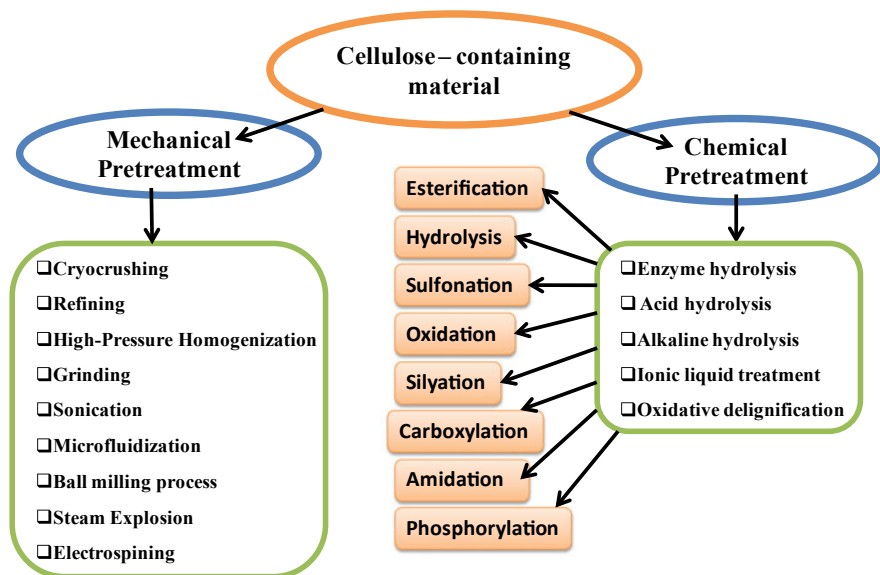 Cellulose – containing
material
Mechanical
Pretreatment
Chemical
Pretreatment
❑Cryocrushing
❑Refining
❑High-Pressure Homogenization
❑Grinding
❑Sonication
❑Microfluidization
❑Ball milling process
❑Steam Explosion
❑Electrospining
Esterification
Hydrolysis
Sulfonation
Oxidation
Silyation
Carboxylation
Amidation
Phosphorylation
❑Enzyme hydrolysis
❑Acid hydrolysis
❑Alkaline hydrolysis
❑Ionic liquid treatment
❑Oxidative delignification